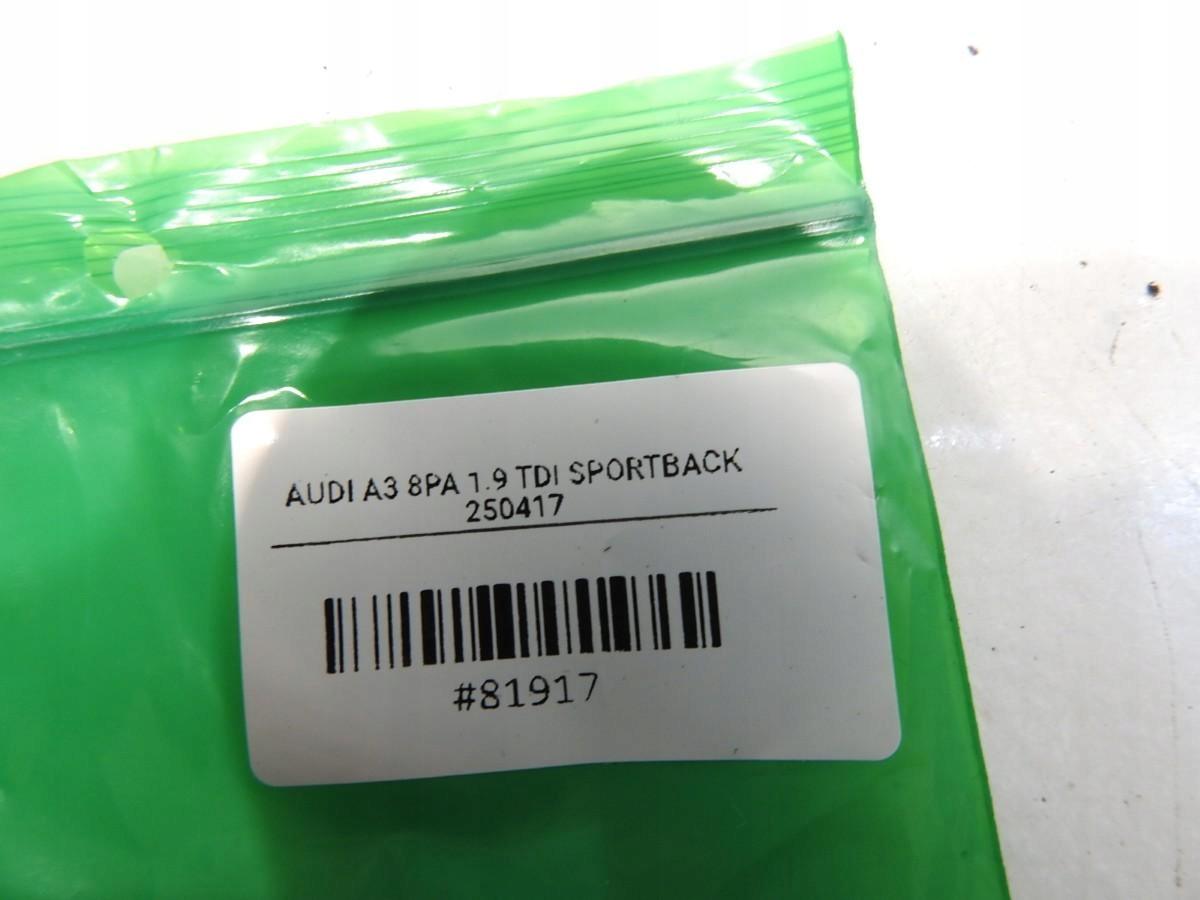 AUDI A3 8PA 1.9 TDI SPORTBACK
250417
#81917